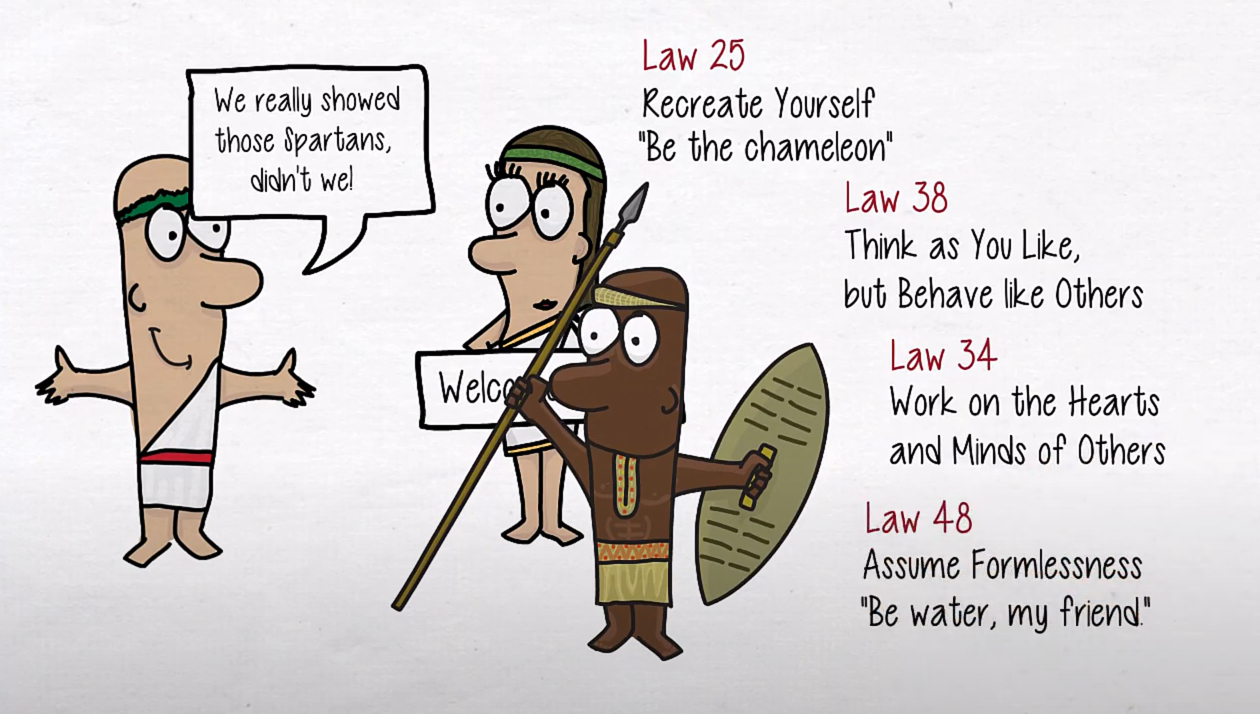 We really showed
those Spartans,
didn't we!
Law 25
Recreate Yourself
"Be the chameleon"
Law 38
Think as You Like,
but Behave like Others
Law 34
Work on the Hearts
and Minds of Others
Law 48
Assume Formlessness
"Be water, my friend."